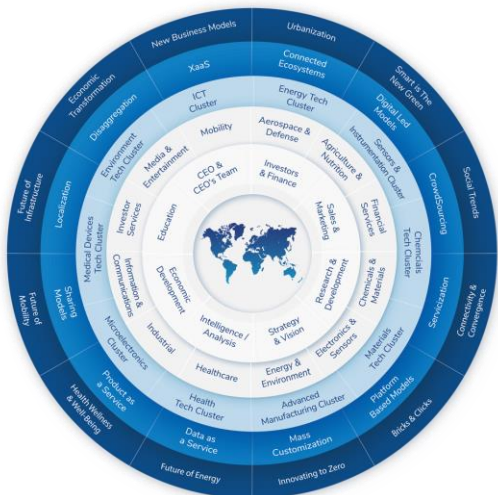 New Business Models
Urbanization
Smart is The
New Green
Social Trends
Connectivity &
Convergence
Bricks & Clicks
Innovating to Zero
Future of Energy
Health Wellness
& Well-Being
Future of
Mobility
Future of
Infrastructure
Economic
Transformation
XaaS
Connected
Ecosystems
Digital Led
Models
CrowdSourcing
Servicization
Platform
Based Models
Mass
Customization
Data as
a Service
Product as
a Service
Sharing
Models
Localization
Disaggregation
ICT
Cluster
Energy Tech
Cluster
Sensors &
Instrumentation Cluster
Chemcials
Tech Cluster
Materials
Tech Cluster
Advanced
Manufacturing Cluster
Health
Tech Cluster
Microelectronics
Cluster
Medical Devices
Tech Cluster
Environment
Tech Cluster
Mobility
Aerospace &
Defense
Agriculture &
Nutrition
Financial
Services
Chemicals &
Materials
Electronics &
Sensors
Energy &
Environment
Healthcare
Industrial
Information &
Communications
Investor
Services
Media &
Entertainment
CEO &
CEO's Team
Investors
& Finance
Sales &
Marketing
Research &
Development
Strategy
& Vision
Intelligence /
Analysis
Economic
Development
Education